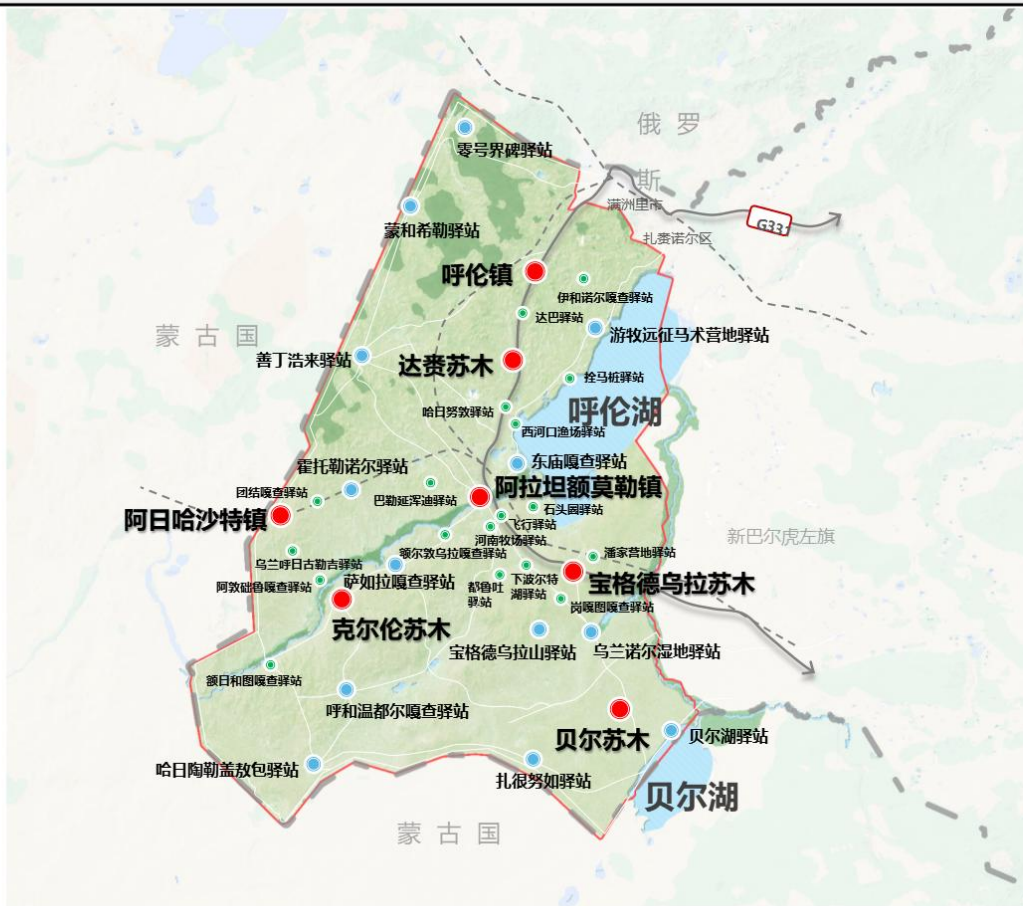 俄罗
零号界碑驿站
斯
满洲里市
G331
蒙和希勒驿站
扎赉诺尔区
呼伦镇
伊和诺尔嘎查驿站
达巴驿站
蒙古国
游牧远征马术营地驿站
善丁浩来驿站
达赉苏木
拴马桩驿站
哈日努敦驿站
呼伦湖
西河口渔场驿站
霍托勒诺尔驿站
东庙嘎查驿站
团结嘎查驿站
巴勒延浑迪驿站
阿拉坦额莫勒镇
阿日哈沙特镇
石头园驿站
飞行驿站
河南牧场驿站
新巴尔虎左旗
额尔敦乌拉嘎查驿站
潘家营地驿站
乌兰呼日古勒吉驿站
阿敦础鲁嘎查驿站
萨如拉嘎查驿站
都鲁吐
驿站
下波尔特
湖驿站
宝格德乌拉苏木
岗嘎图嘎查驿站
克尔伦苏木
宝格德乌拉山驿站
乌兰诺尔湿地驿站
额日和图嘎查驿站
呼和温都尔嘎查驿站
贝尔苏木
贝尔湖驿站
哈日陶勒盖敖包驿站
扎很努如驿站
贝尔湖
蒙古国